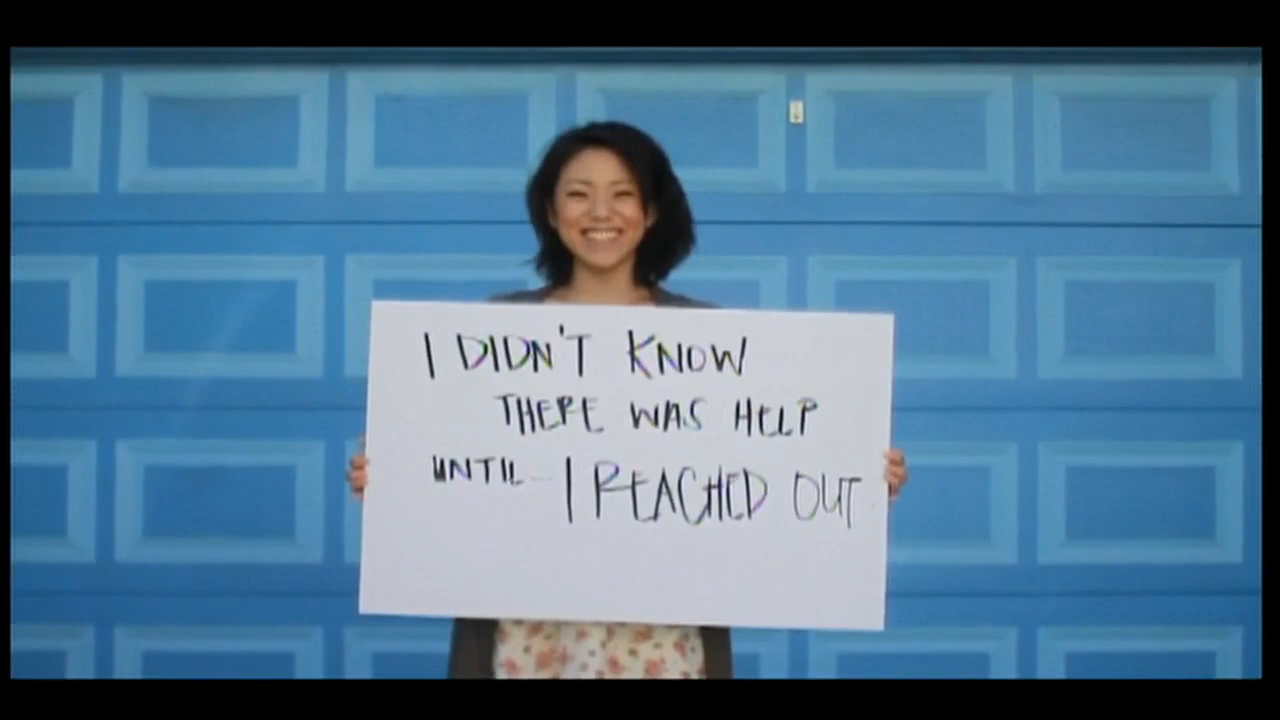 I DIDN'T KNOW
THERE WAS HELP
UNTIL... I REACHED OUT